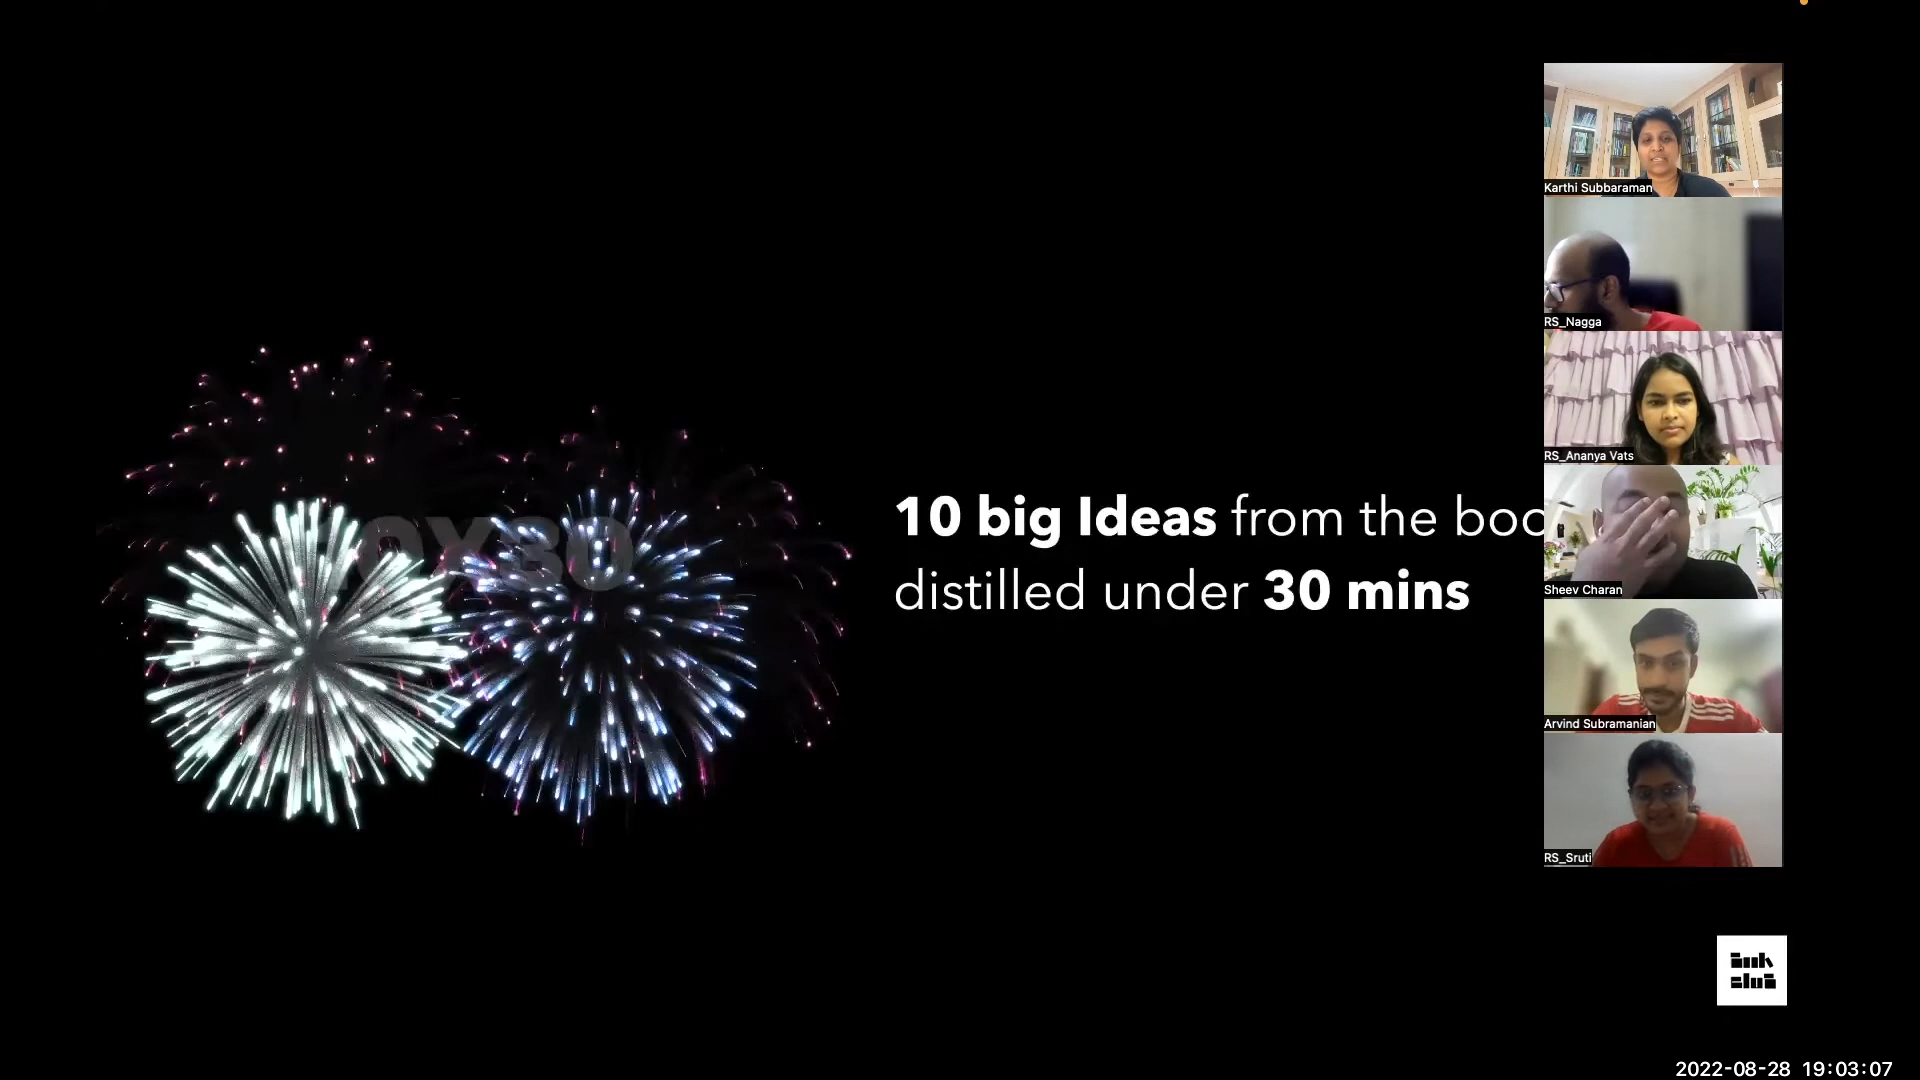 10X30
10 big Ideas from the boo
distilled under 30 mins
Karthi Subbaraman
RS_Nagga
RS_Ananya Vats
Sheev Charan
Arvind Subramanian
RS_Sruti
2022-08-28 19:03:07